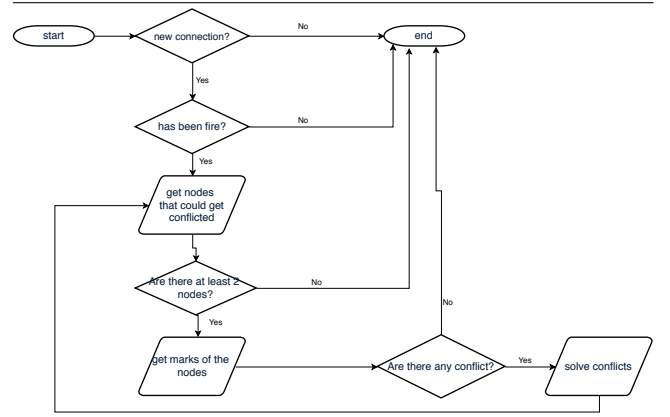 start
new connection?
No
end
Yes
has been fire?
No
Yes
get nodes
that could get
conflicted
Are there at least 2
nodes?
No
Yes
get marks of the
nodes
Are there any conflict?
No
Yes
solve conflicts